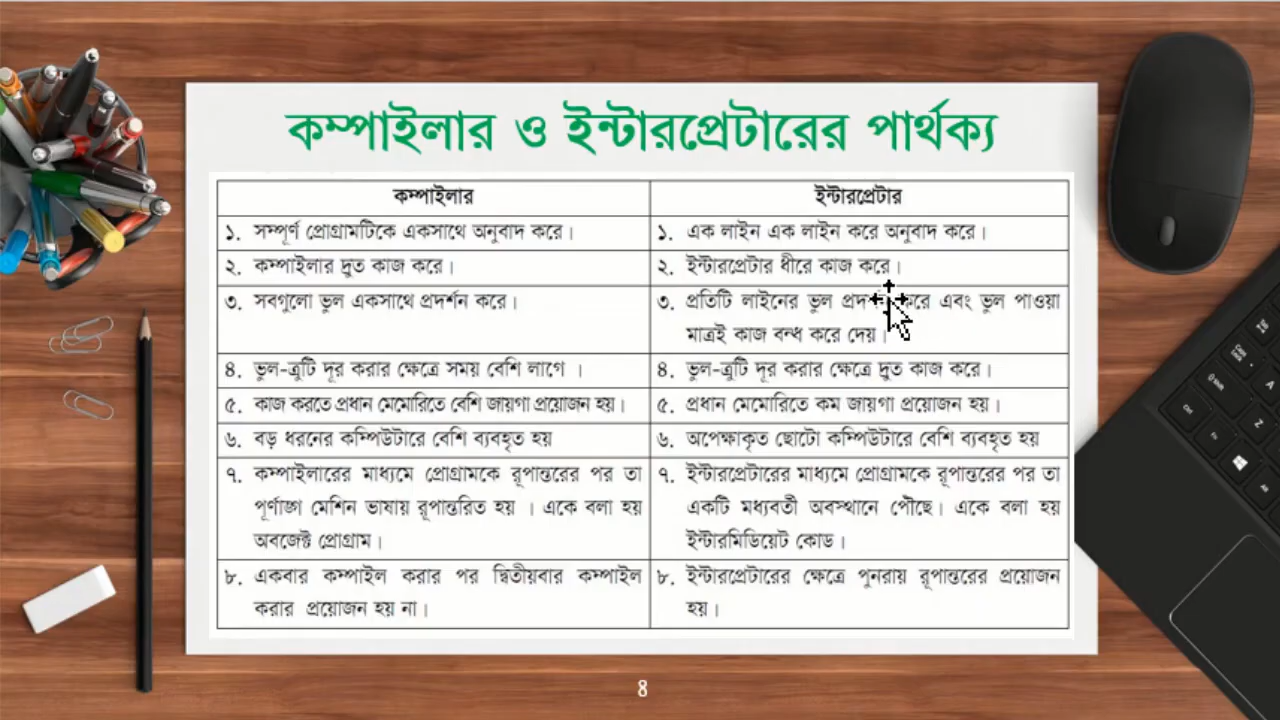 কম্পাইলার ও ইন্টারপ্রেটারের পার্থক্য
কম্পাইলার
ইন্টারপ্রেটার
১. সম্পূর্ণ প্রোগ্রামটিকে একসাথে অনুবাদ করে।
১. এক লাইন এক লাইন করে অনুবাদ করে।
২. কম্পাইলার দ্রুত কাজ করে।
২. ইন্টারপ্রেটার ধীরে কাজ করে।
৩. সবগুলো ভুল একসাথে প্রদর্শন করে।
৩. প্রতিটি লাইনের ভুল প্রদর্শন করে এবং ভুল পাওয়া
মাত্রই কাজ বন্ধ করে দেয়।
৪. ভুল-ত্রুটি দূর করার ক্ষেত্রে সময় বেশি লাগে ।
৪. ভুল-ত্রুটি দূর করার ক্ষেত্রে দ্রুত কাজ করে।
৫. কাজ করতে প্রধান মেমোরিতে বেশি জায়গা প্রয়োজন হয়।
৫. প্রধান মেমোরিতে কম জায়গা প্রয়োজন হয়।
৬. বড় ধরনের কম্পিউটারে বেশি ব্যবহৃত হয়
৬. অপেক্ষাকৃত ছোটো কম্পিউটারে বেশি ব্যবহৃত হয়
৭. কম্পাইলারের মাধ্যমে প্রোগ্রামকে রূপান্তরের পর তা
পূর্ণাঙ্গ মেশিন ভাষায় রূপান্তরিত হয় । একে বলা হয়
অবজেক্ট প্রোগ্রাম।
৭. ইন্টারপ্রেটারের মাধ্যমে প্রোগ্রামকে রূপান্তরের পর তা
একটি মধ্যবর্তী অবস্থানে পৌঁছে। একে বলা হয়
ইন্টারমিডিয়েট কোড।
৮. একবার কম্পাইল করার পর দ্বিতীয়বার কম্পাইল
করার প্রয়োজন হয় না।
৮. ইন্টারপ্রেটারের ক্ষেত্রে পুনরায় রূপান্তরের প্রয়োজন
হয়।
8